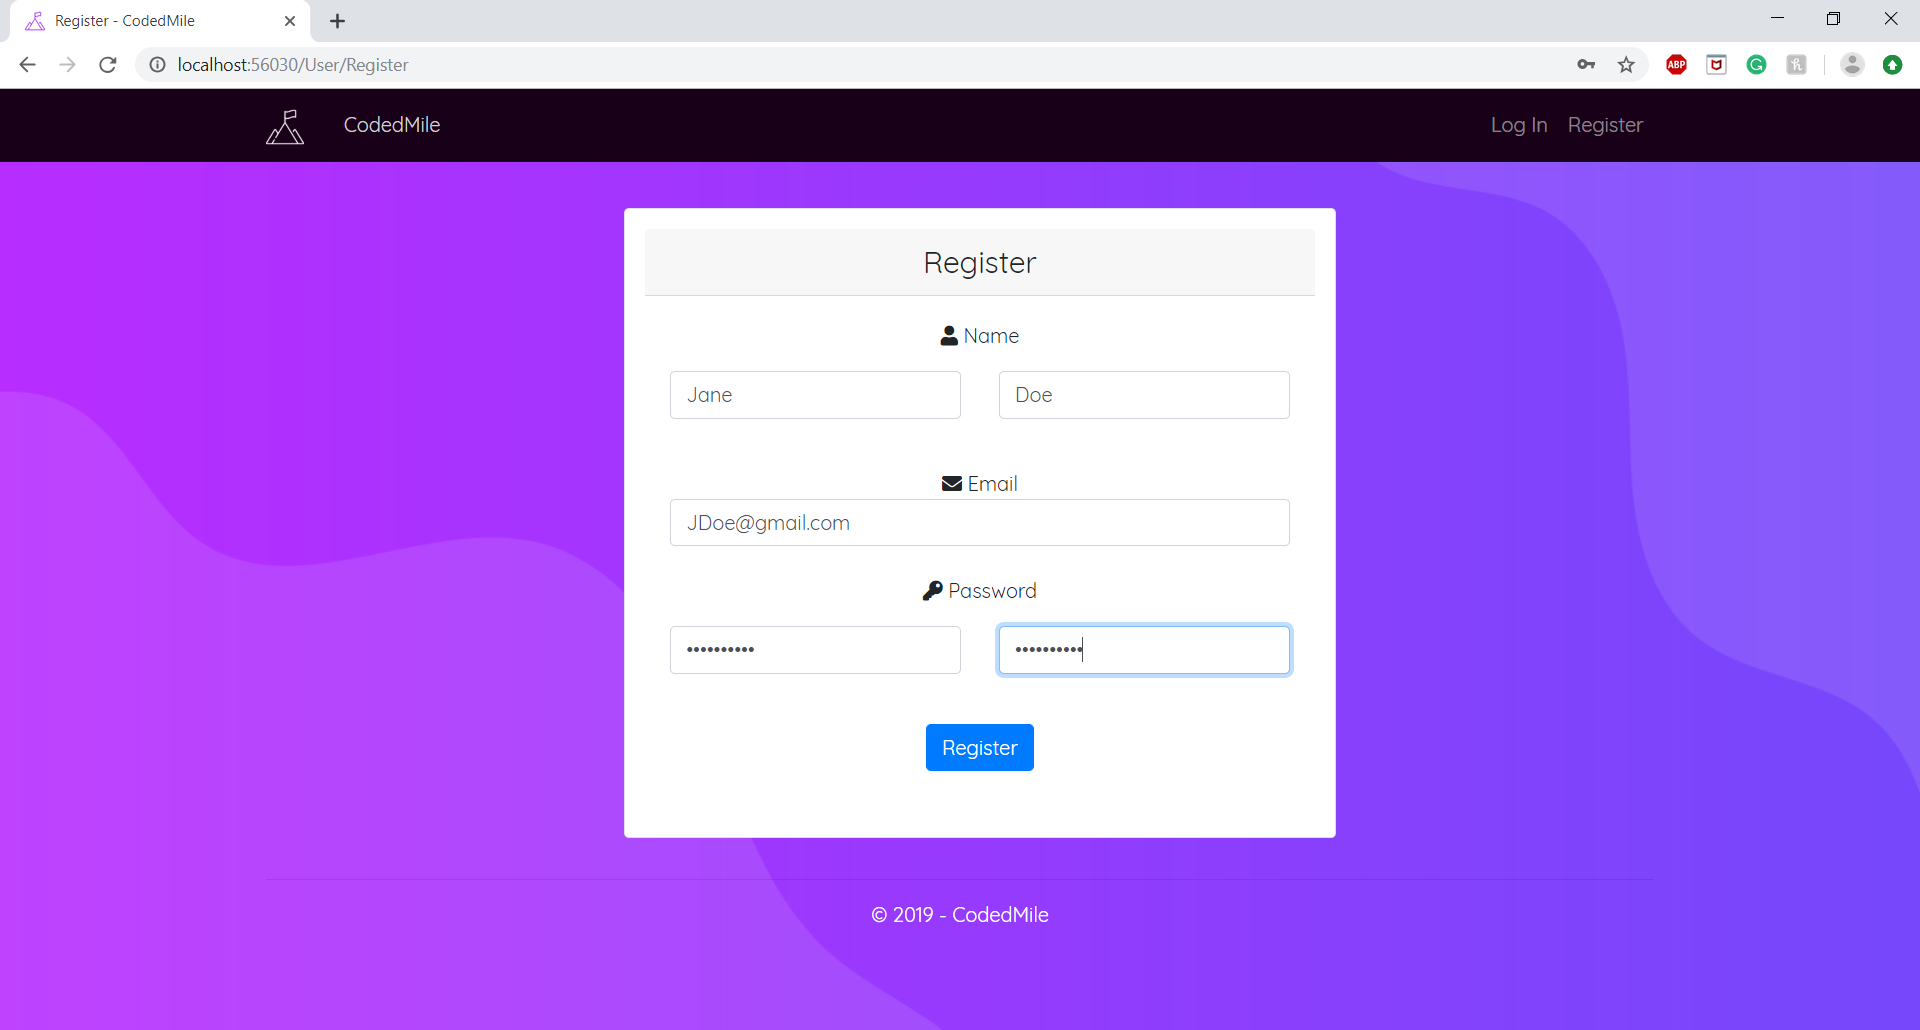 Register - CodedMile
localhost:56030/User/Register
ABP
CodedMile
Log In Register
Register
Name
Jane Doe
Email
JDoe@gmail.com
Password
•••••••••• ••••••••••
Register
© 2019 - CodedMile